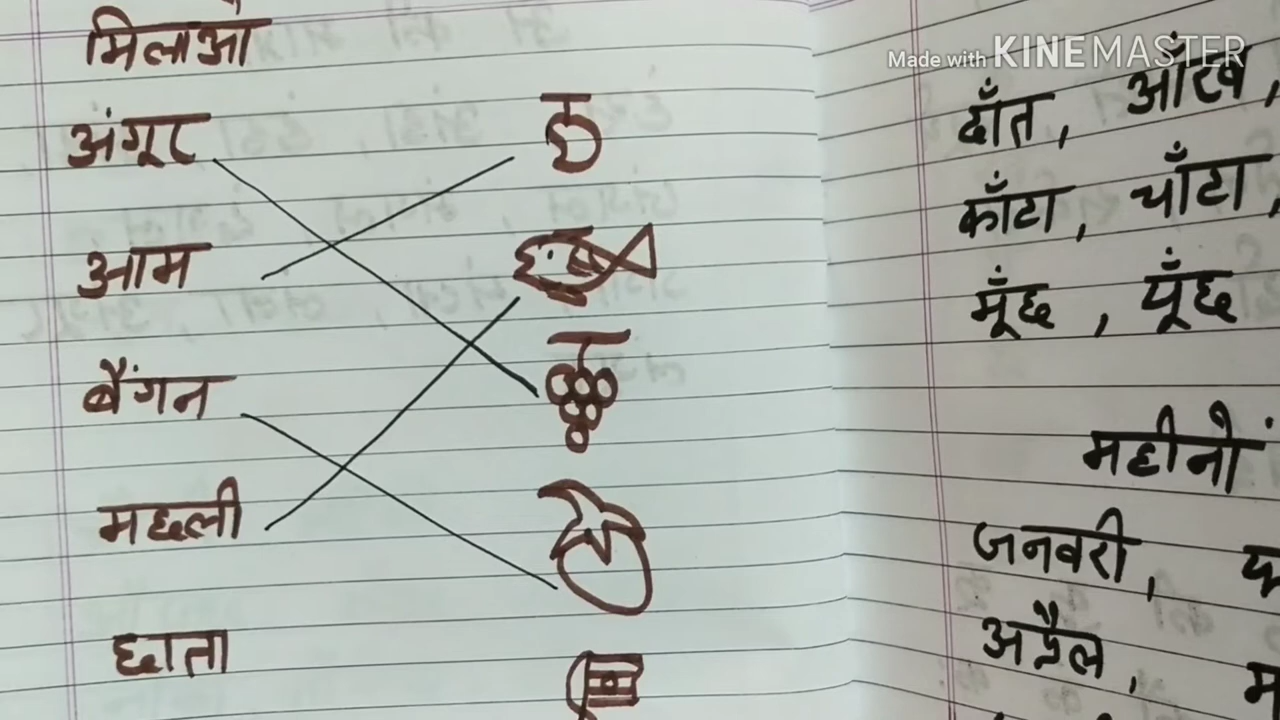 मिलाओ
अंगूर
आम
बैंगन
मछली
छाता
Made with KINEMASTER
दाँत, आँख,
काँटा, चाँटा,
मूँछ, पूँछ
महीनों
जनवरी,
अप्रैल,